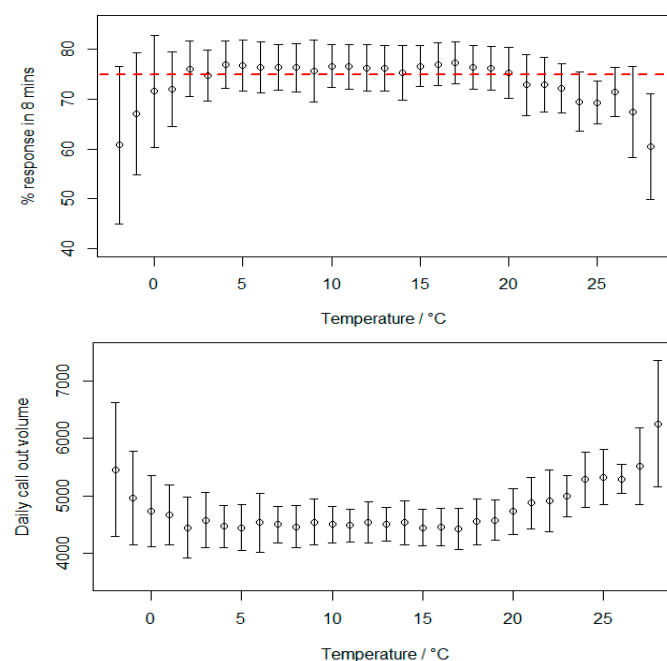 % response in 8 mins
80
70
60
50
40
0 5 10 15 20 25
Temperature / °C
Daily call out volume
7000
6000
5000
4000
0 5 10 15 20 25
Temperature / °C